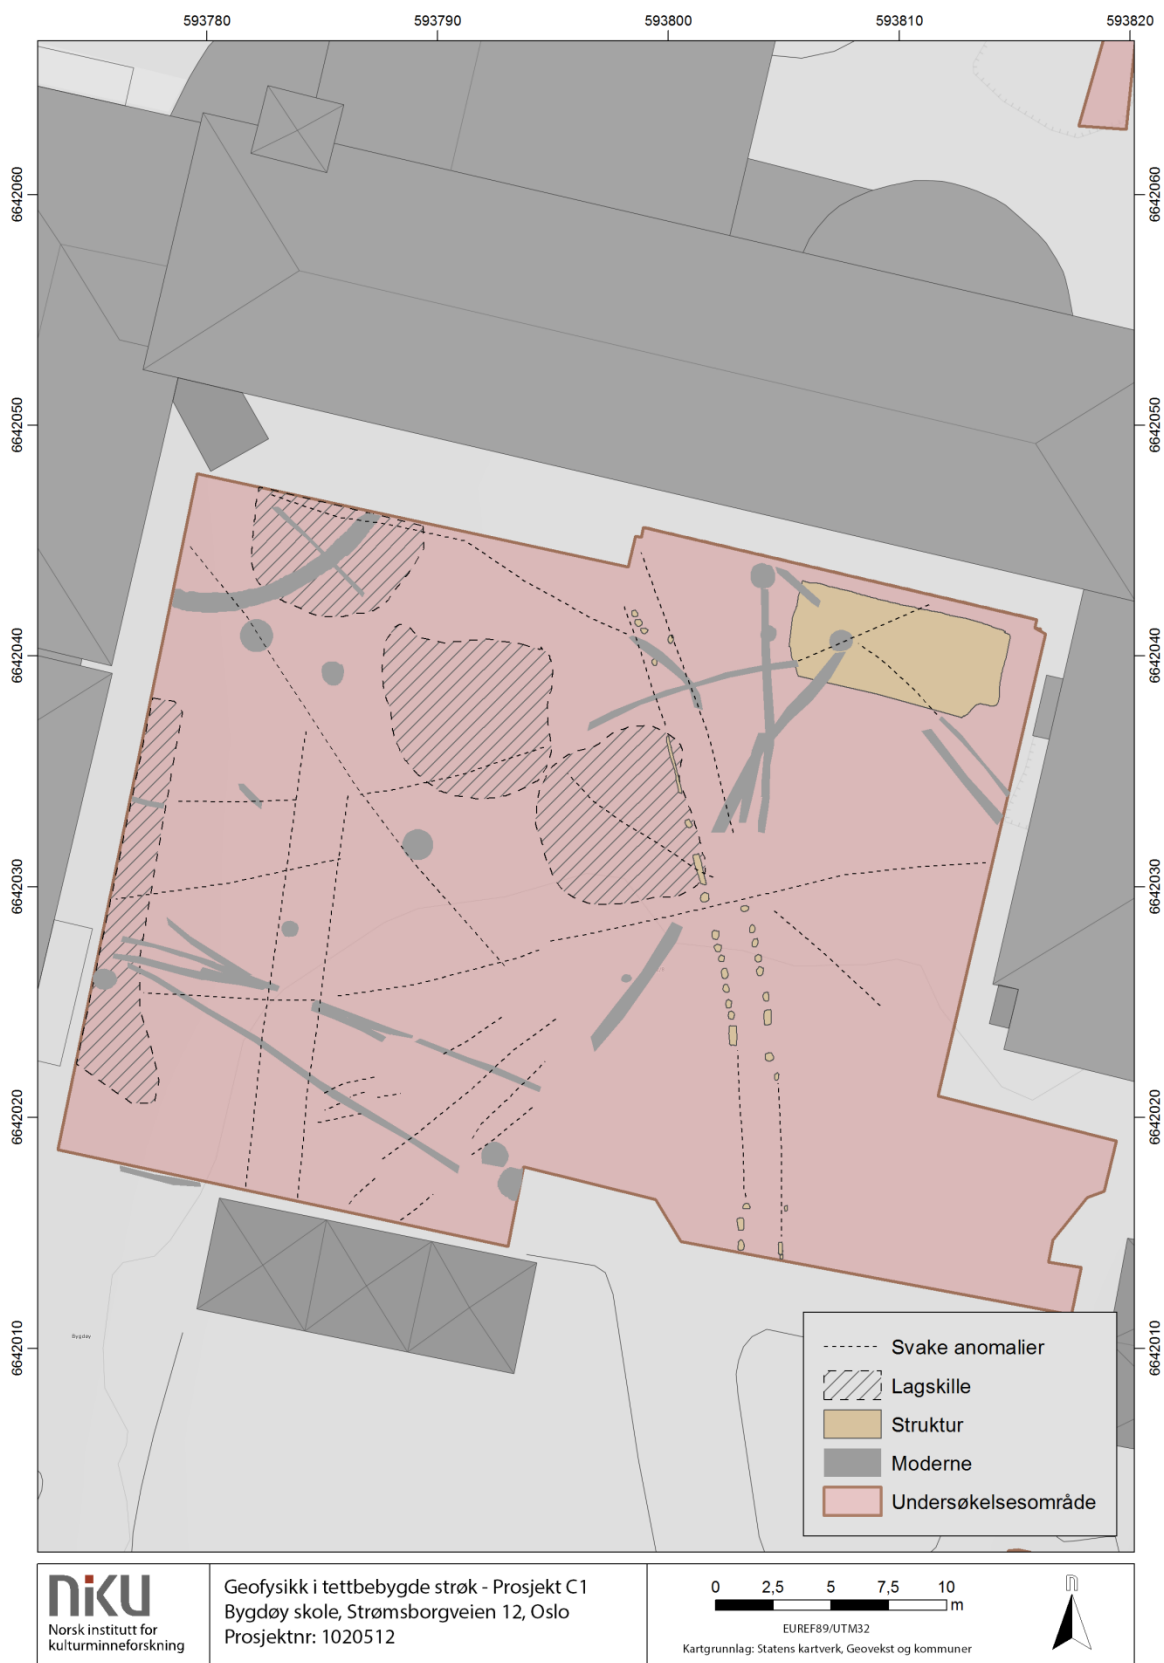 593780 593790 593800 593810 593820
6642060 6642060
6642050 6642050
6642040 6642040
6642030 6642030
6642020 6642020
6642010 6642010
Bygdøy
Svake anomalier
Lagskille
Struktur
Moderne
Undersøkelsesområde
niku
Norsk institutt for
kulturminneforskning
Geofysikk i tettbebygde strøk - Prosjekt C1
Bygdøy skole, Strømsborgveien 12, Oslo
Prosjektnr: 1020512
0 2,5 5 7,5 10
m
EUREF89/UTM32
Kartgrunnlag: Statens kartverk, Geovekst og kommuner
n